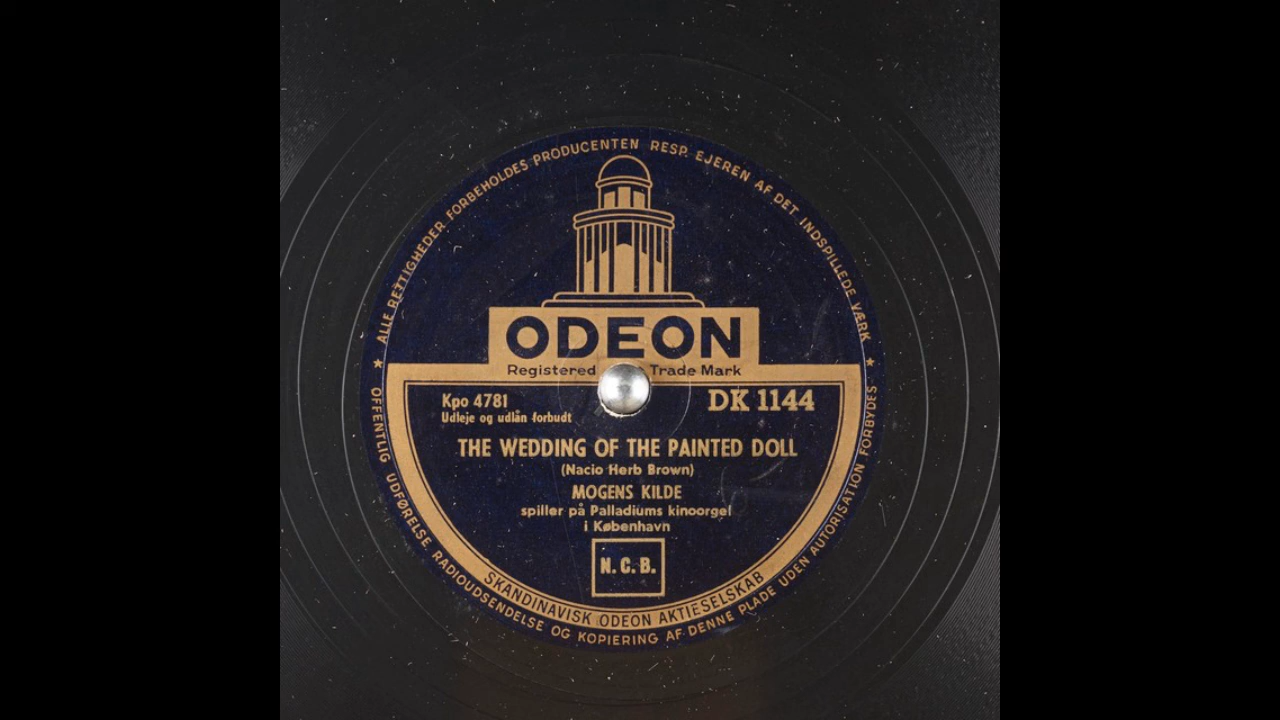 ALLE RETTIGHEDER FORBEHOLDES PRODUCENTEN RESP. EJEREN AF DET INDSPILLEDE VÆRK
ODEON
Registered Trade Mark
Kpo 4781
DK 1144
Udleje og udlån forbudt
THE WEDDING OF THE PAINTED DOLL
(Nacio Herb Brown)
MOGENS KILDE
spiller på Palladiums kinoorgel
i København
N. C. B.
SKANDINAVISK ODEON AKTIESELSKAB
OFFENTLIG UDFØRELSE, RADIOUDSENDELSE OG KOPIERING AF DENNE PLADE UDEN AUTORISATION FORBYDES